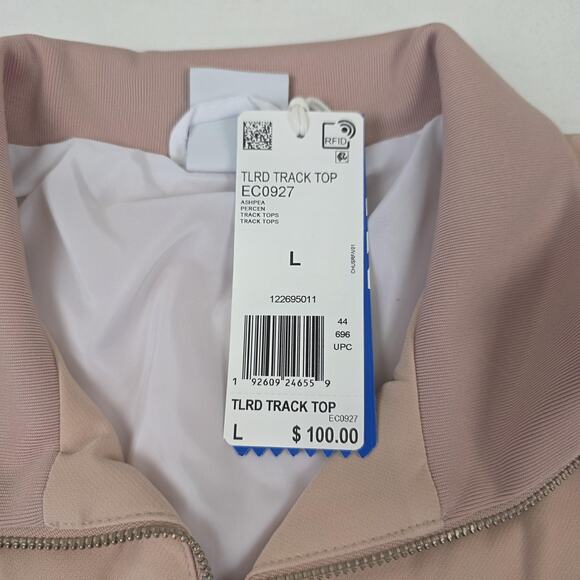 RFID
TLRD TRACK TOP
EC0927
ASHPEA
PERCEN
TRACK TOPS
TRACK TOPS
L
122695011
44
696
UPC
1 92609 24655 9
TLRD TRACK TOP
EC0927
L $ 100.00